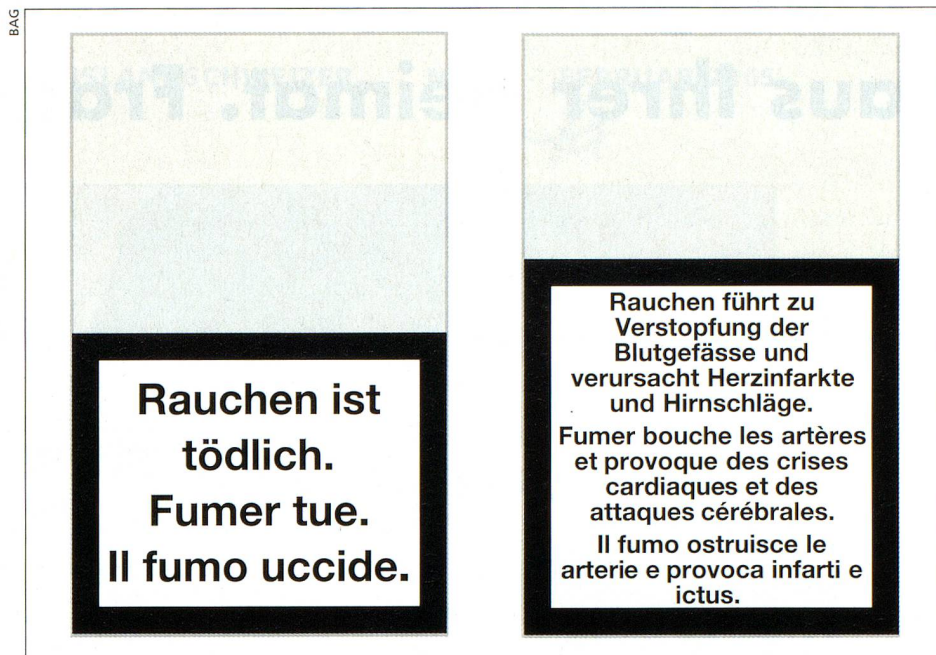 BAG
Rauchen ist
tödlich.
Fumer tue.
Il fumo uccide.
Rauchen führt zu
Verstopfung der
Blutgefässe und
verursacht Herzinfarkte
und Hirnschläge.
Fumer bouche les artères
et provoque des crises
cardiaques et des
attaques cérébrales.
Il fumo ostruisce le
arterie e provoca infarti e
ictus.